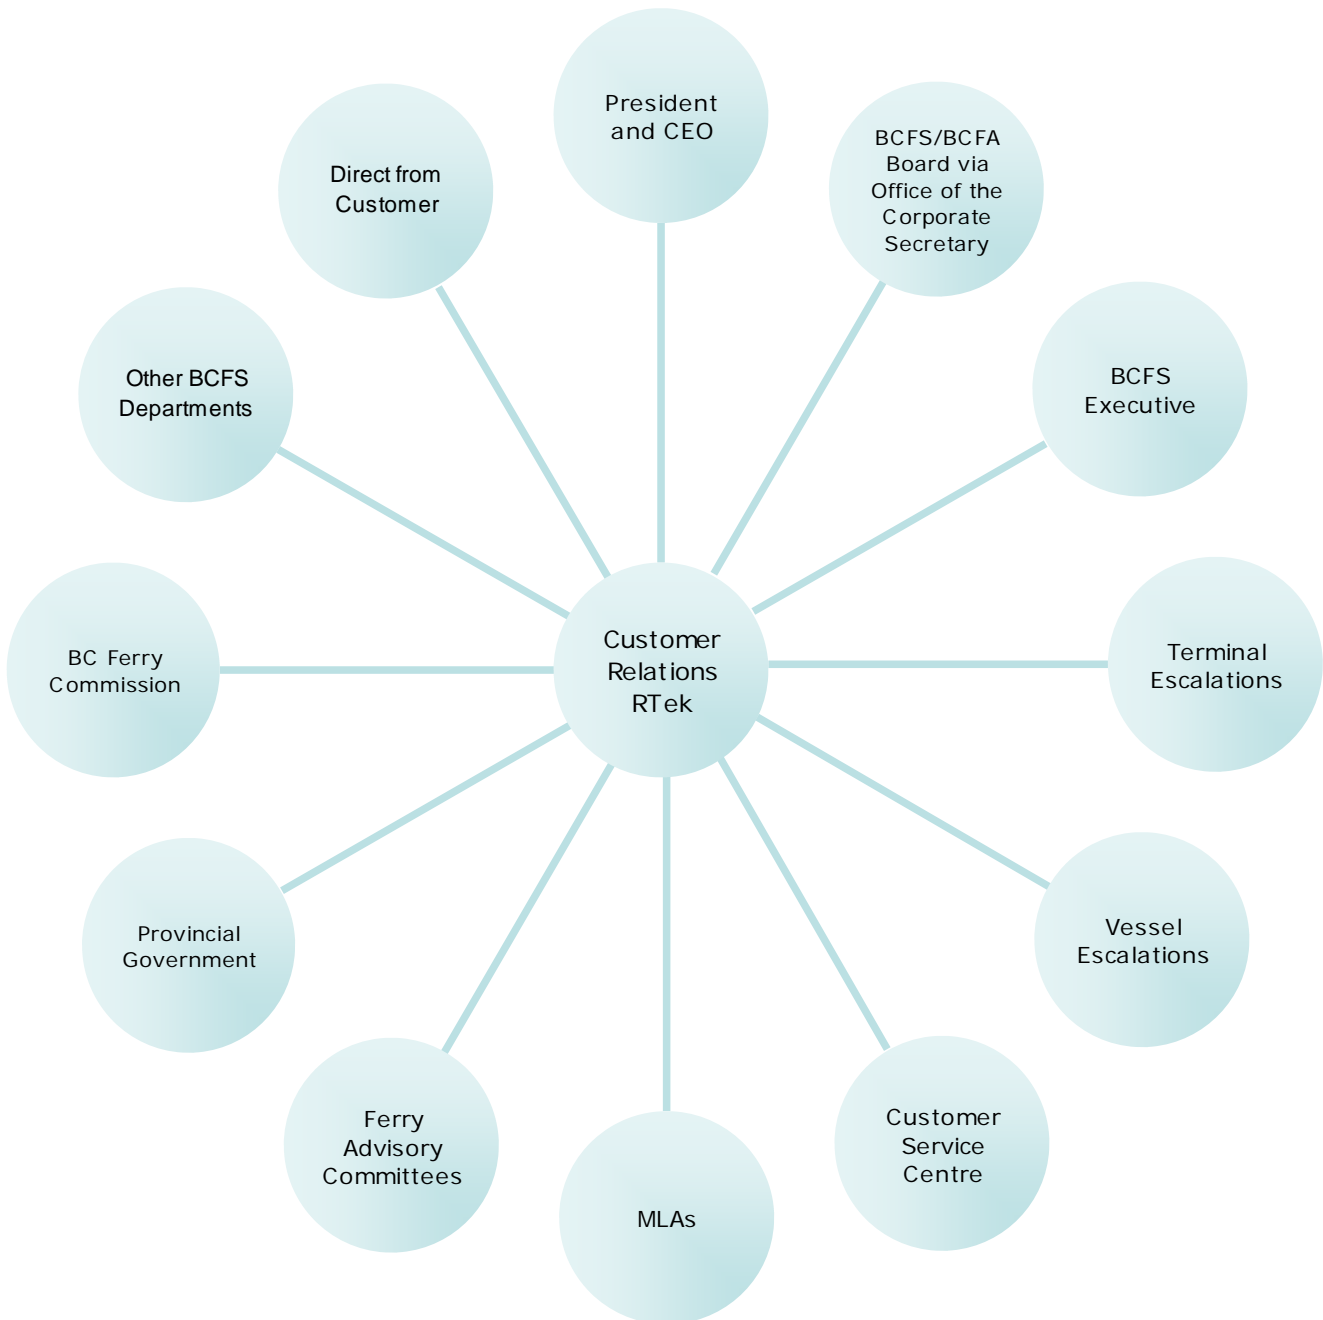 President
and CEO
BCFS/BCFA
Board via
Office of the
Corporate
Secretary
BCFS
Executive
Terminal
Escalations
Vessel
Escalations
Customer
Service
Centre
MLAs
Ferry
Advisory
Committees
Provincial
Government
BC Ferry
Commission
Other BCFS
Departments
Direct from
Customer
Customer
Relations
RTek